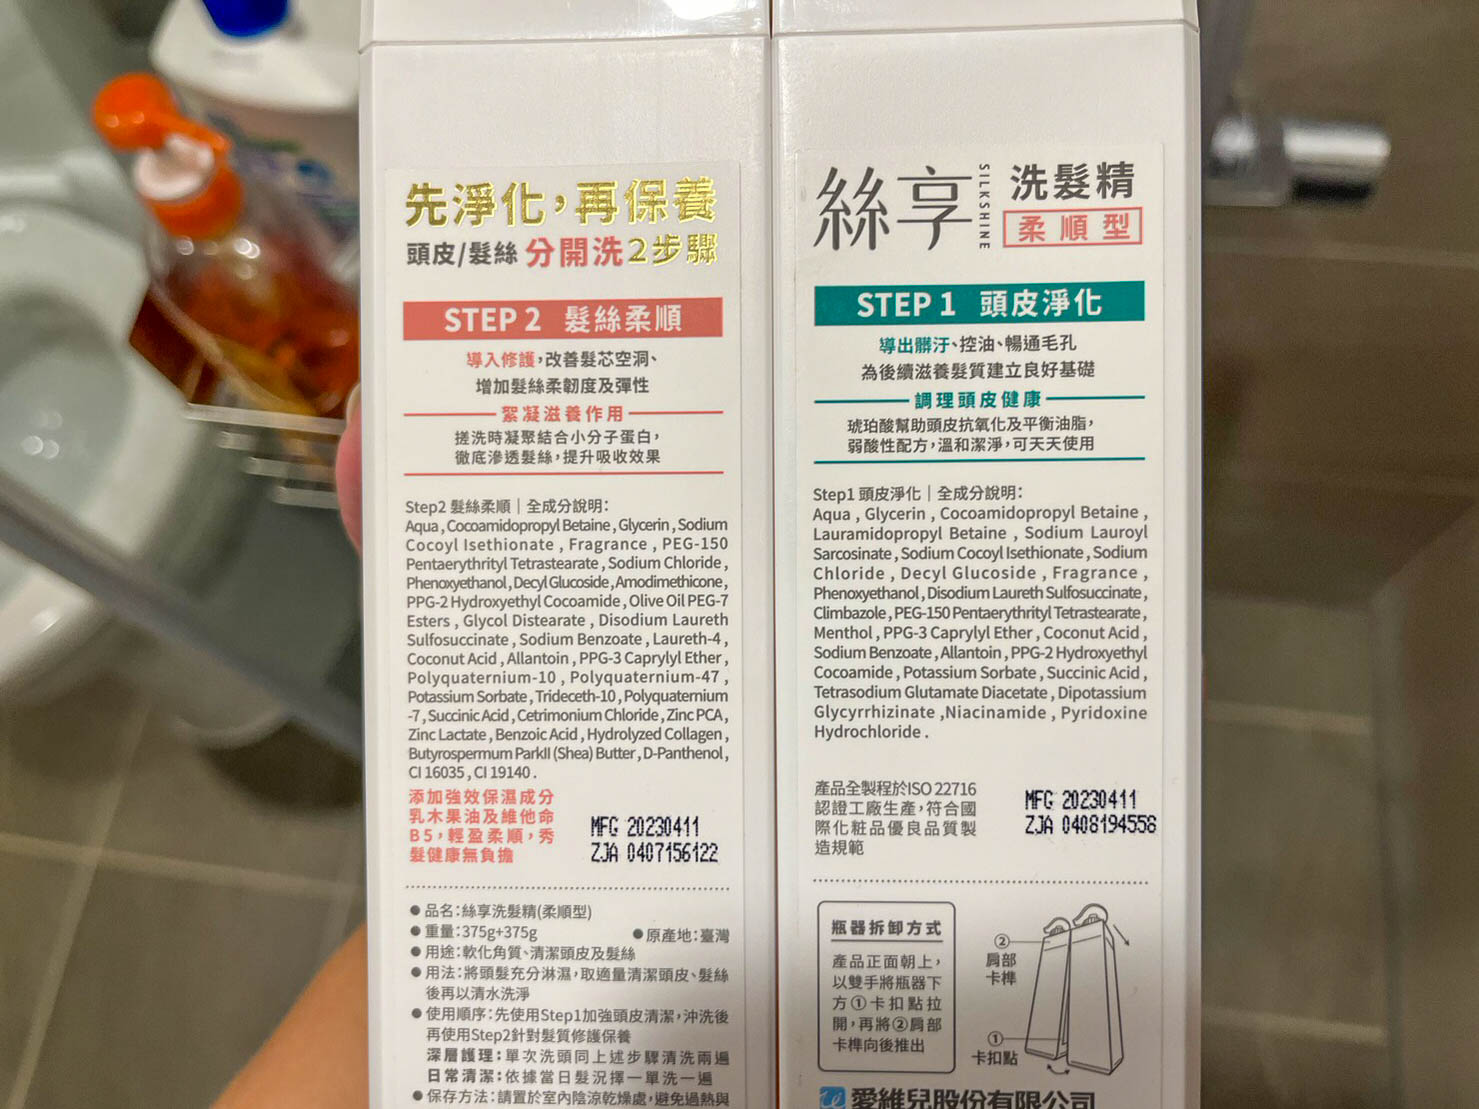 先淨化，再保養
頭皮/髮絲 分開洗2步驟
STEP 2 髮絲柔順
導入修護，改善髮芯空洞、
增加髮絲柔韌度及彈性
絮凝滋養作用
搓洗時凝聚結合小分子蛋白，
徹底滲透髮絲，提升吸收效果
Step2 髮絲柔順｜全成分說明：
Aqua , Cocoamidopropyl Betaine , Glycerin , Sodium
Cocoyl Isethionate , Fragrance , PEG-150
Pentaerythrityl Tetrastearate , Sodium Chloride ,
Phenoxyethanol , Decyl Glucoside , Amodimethicone ,
PPG-2 Hydroxyethyl Cocoamide , Olive Oil PEG-7
Esters , Glycol Distearate , Disodium Laureth
Sulfosuccinate , Sodium Benzoate , Laureth-4 ,
Coconut Acid , Allantoin , PPG-3 Caprylyl Ether ,
Polyquaternium-10 , Polyquaternium-47 ,
Potassium Sorbate , Trideceth-10 , Polyquaternium
-7 , Succinic Acid , Cetrimonium Chloride , Zinc PCA ,
Zinc Lactate , Benzoic Acid , Hydrolyzed Collagen ,
Butyrospermum ParkII (Shea) Butter , D-Panthenol ,
CI 16035 , CI 19140 .
添加強效保濕成分
乳木果油及維他命
B5，輕盈柔順，秀
髮健康無負擔
MFG 20230411
ZJA 0407156122
●品名：絲享洗髮精(柔順型)
●重量：375g+375g ●原產地：臺灣
●用途：軟化角質、清潔頭皮及髮絲
●用法：將頭髮充分淋濕，取適量清潔頭皮、髮絲
後再以清水洗淨
●使用順序：先使用Step1加強頭皮清潔，沖洗後
再使用Step2針對髮質修護保養
深層護理：單次洗頭同上述步驟清洗兩遍
日常清潔：依據當日髮況擇一單洗一遍
●保存方法：請置於室內陰涼乾燥處，避免過熱與
絲享 SILKSHINE 洗髮精
柔順型
STEP 1 頭皮淨化
導出髒汙、控油、暢通毛孔
為後續滋養髮質建立良好基礎
調理頭皮健康
琥珀酸幫助頭皮抗氧化及平衡油脂，
弱酸性配方，溫和潔淨，可天天使用
Step1 頭皮淨化｜全成分說明：
Aqua , Glycerin , Cocoamidopropyl Betaine ,
Lauramidopropyl Betaine , Sodium Lauroyl
Sarcosinate , Sodium Cocoyl Isethionate , Sodium
Chloride , Decyl Glucoside , Fragrance ,
Phenoxyethanol , Disodium Laureth Sulfosuccinate ,
Climbazole , PEG-150 Pentaerythrityl Tetrastearate ,
Menthol , PPG-3 Caprylyl Ether , Coconut Acid ,
Sodium Benzoate , Allantoin , PPG-2 Hydroxyethyl
Cocoamide , Potassium Sorbate , Succinic Acid ,
Tetrasodium Glutamate Diacetate , Dipotassium
Glycyrrhizinate ,Niacinamide , Pyridoxine
Hydrochloride .
產品全製程於ISO 22716
認證工廠生產，符合國
際化粧品優良品質製
造規範
MFG 20230411
ZJA 0408194558
瓶器拆卸方式
產品正面朝上，
以雙手將瓶器下
方①卡扣點拉
開，再將②肩部
卡榫向後推出
②
肩部
卡榫
①
卡扣點
愛維兒股份有限公司